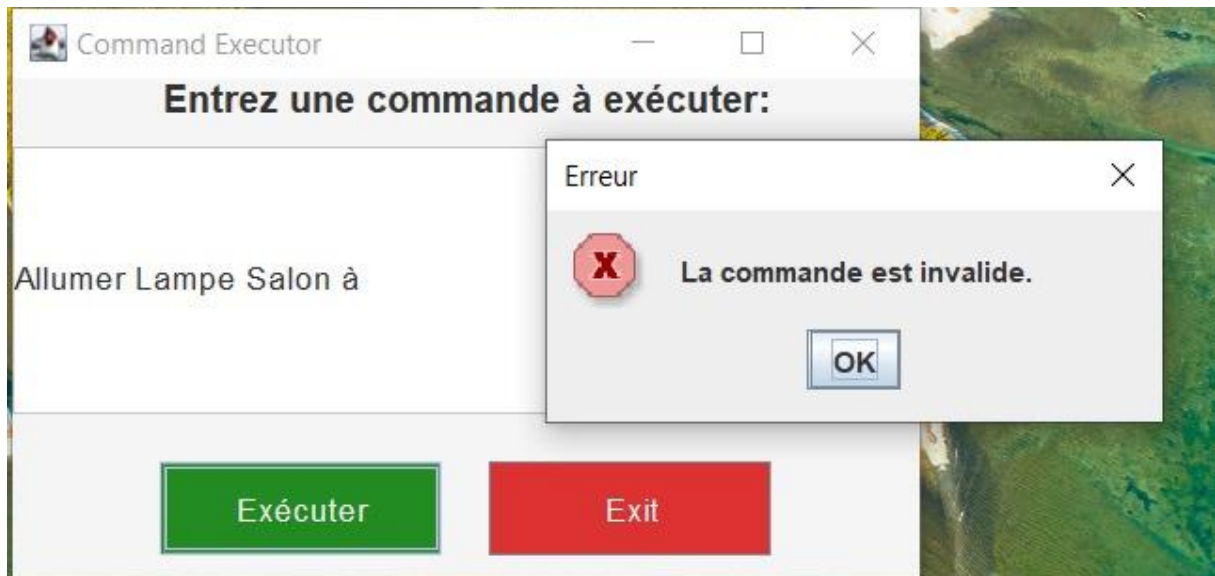 Command Executor
Entrez une commande à exécuter:
Erreur
Allumer Lampe Salon à
La commande est invalide.
OK
Exécuter
Exit